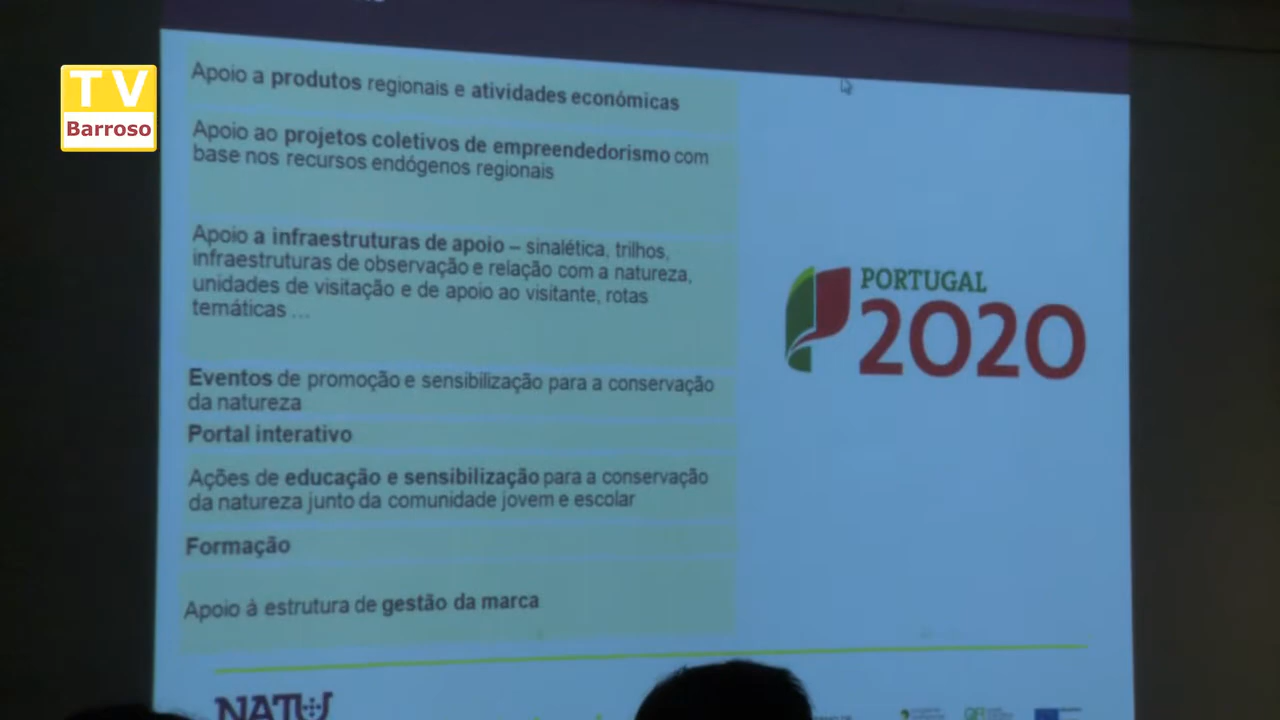 TV
Barroso
Apoio a produtos regionais e atividades económicas
Apoio ao projetos coletivos de empreendedorismo com
base nos recursos endógenos regionais
Apoio a infraestruturas de apoio – sinalética, trilhos,
infraestruturas de observação e relação com a natureza,
unidades de visitação e de apoio ao visitante, rotas
temáticas ...
Eventos de promoção e sensibilização para a conservação
da natureza
Portal interativo
Ações de educação e sensibilização para a conservação
da natureza junto da comunidade jovem e escolar
Formação
Apoio à estrutura de gestão da marca
PORTUGAL
2020